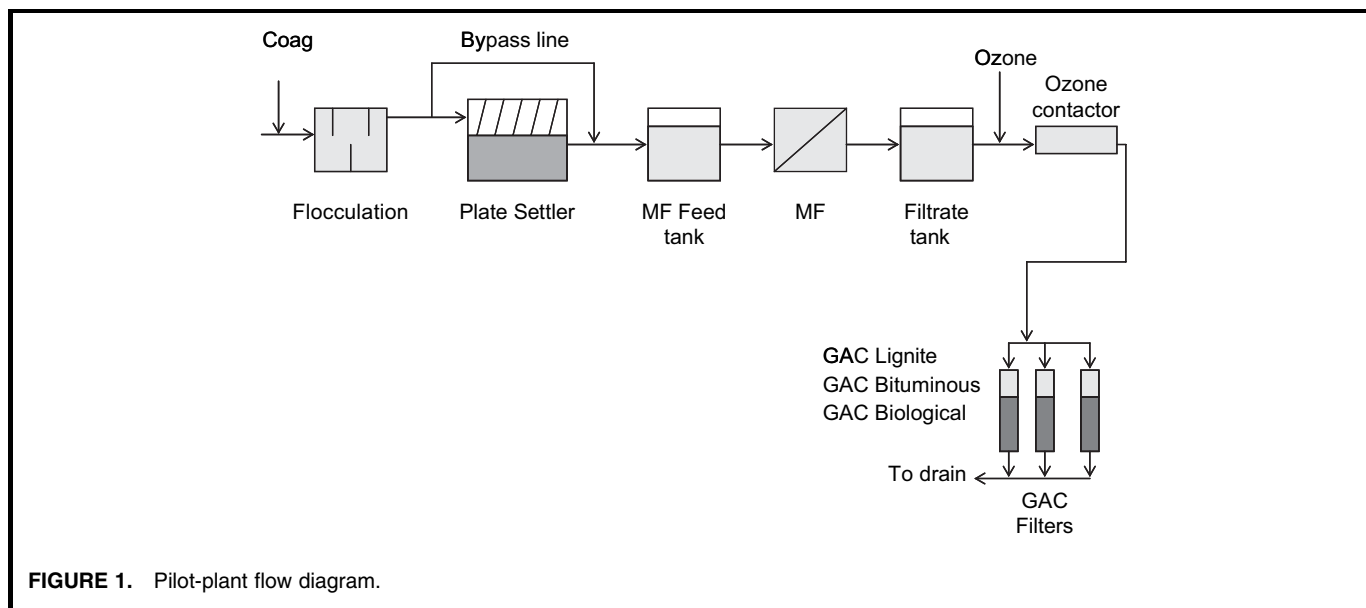 Coag
Bypass line
Ozone
Ozone
contactor
Flocculation
Plate Settler
MF Feed
tank
MF
Filtrate
tank
GAC Lignite
GAC Bituminous
GAC Biological
To drain
GAC
Filters
FIGURE 1. Pilot-plant flow diagram.